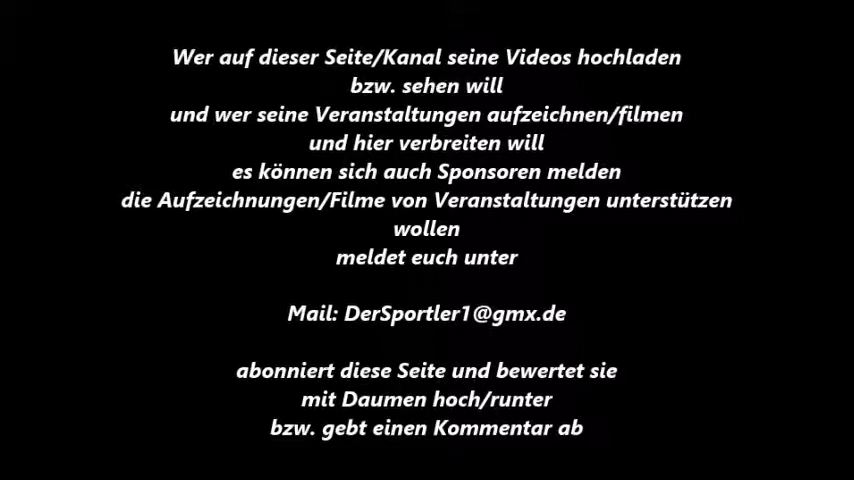 Wer auf dieser Seite/Kanal seine Videos hochladen
bzw. sehen will
und wer seine Veranstaltungen aufzeichnen/filmen
und hier verbreiten will
es können sich auch Sponsoren melden
die Aufzeichnungen/Filme von Veranstaltungen unterstützen
wollen
meldet euch unter
Mail: DerSportler1@gmx.de
abonniert diese Seite und bewertet sie
mit Daumen hoch/runter
bzw. gebt einen Kommentar ab